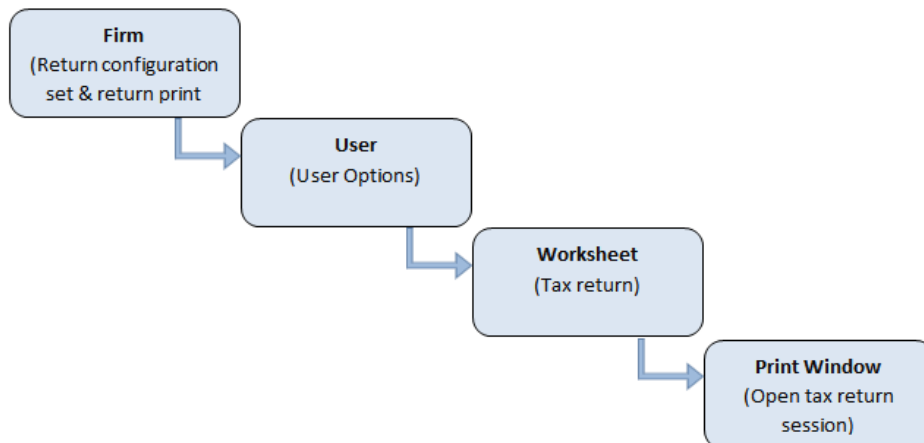 Firm
(Return configuration
set & return print
User
(User Options)
Worksheet
(Tax return)
Print Window
(Open tax return
session)